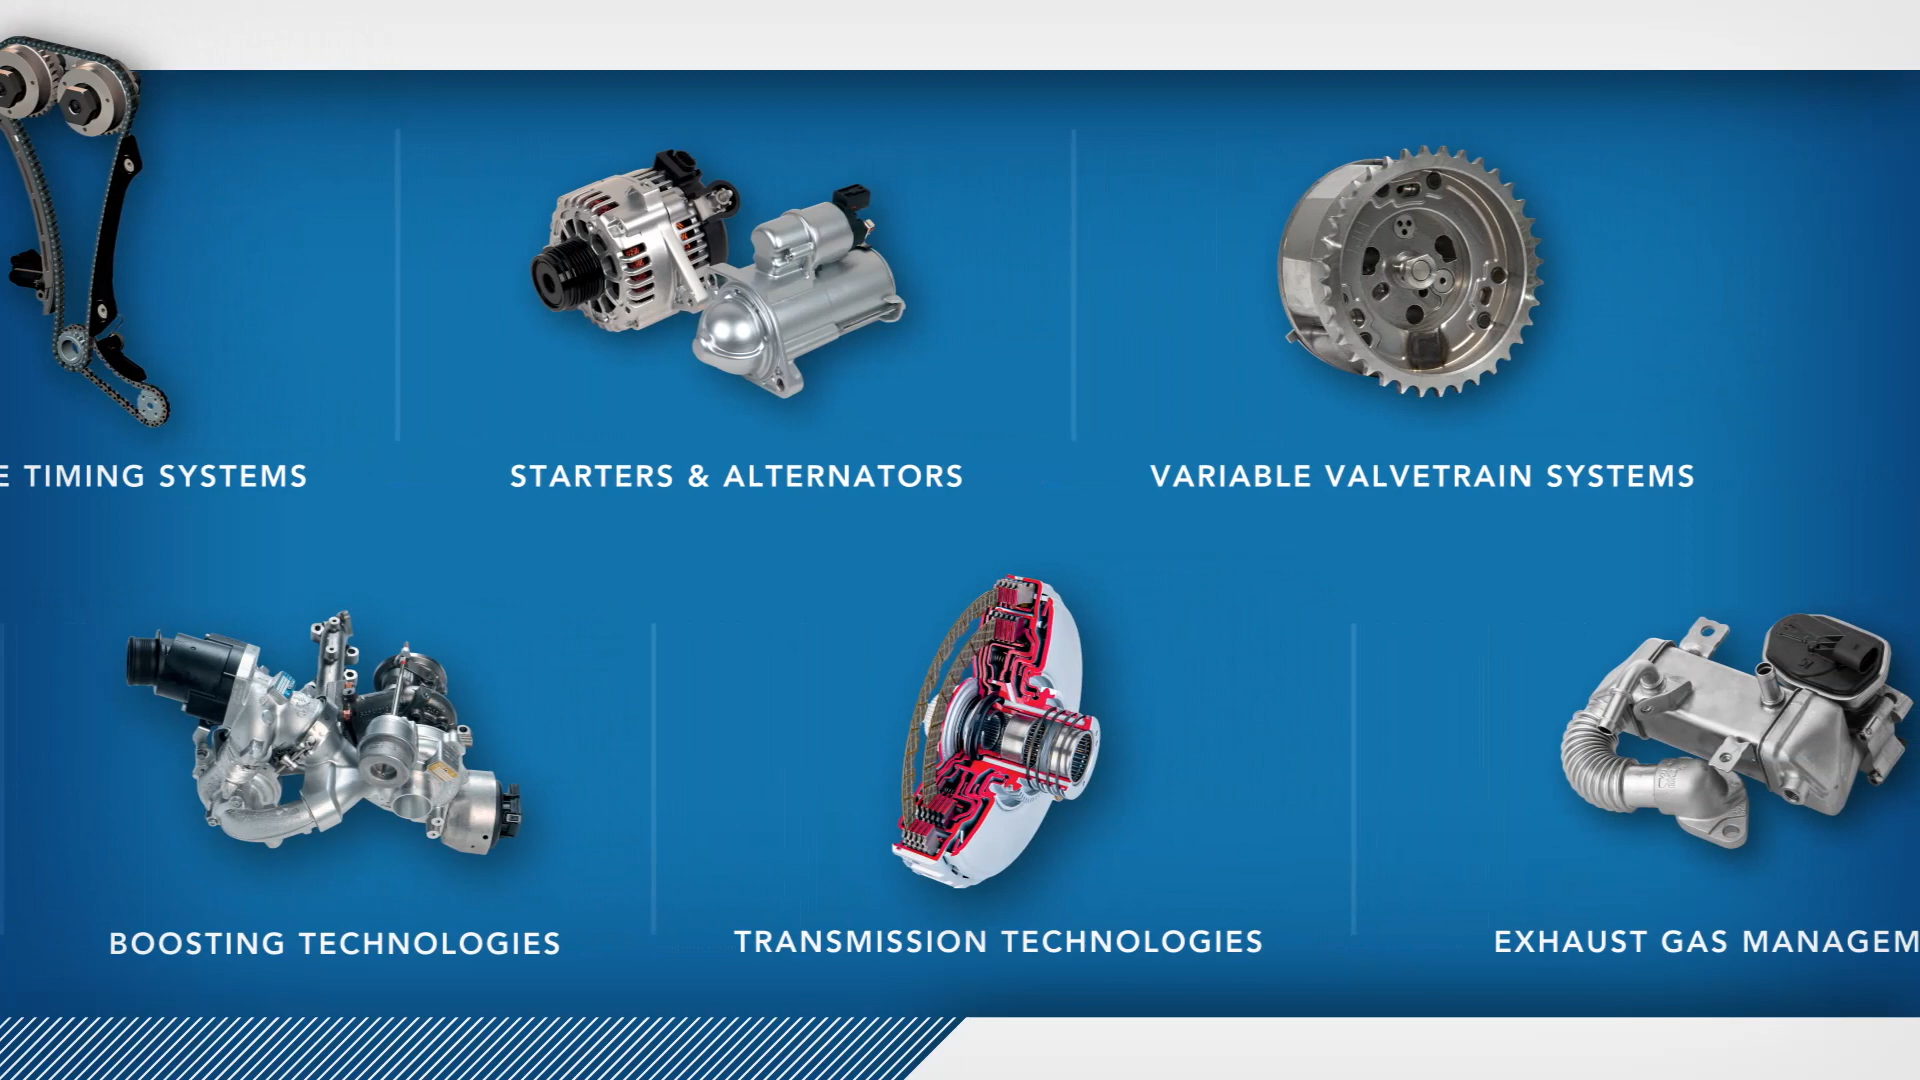 E TIMING SYSTEMS
STARTERS & ALTERNATORS
VARIABLE VALVETRAIN SYSTEMS
BOOSTING TECHNOLOGIES
TRANSMISSION TECHNOLOGIES
EXHAUST GAS MANAGEM